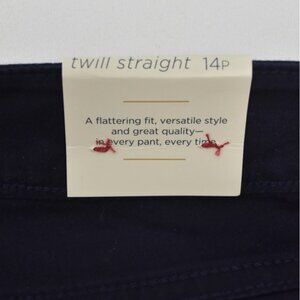 twill straight 14P
A flattering fit, versatile style
and great quality—
in every pant, every time.